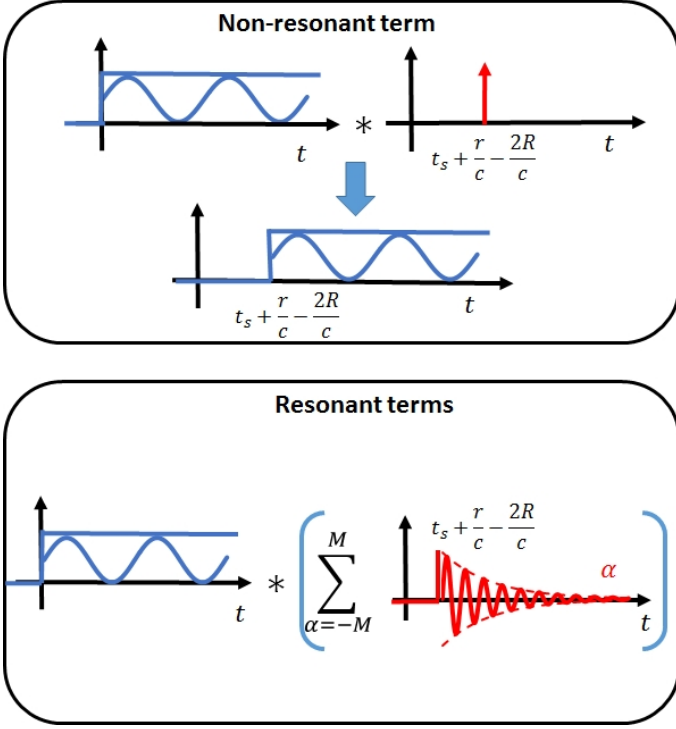 Non-resonant term
*
t
t_s + r/c − 2R/c
t
t_s + r/c − 2R/c
t
Resonant terms
t
*
M
∑
α=−M
t_s + r/c − 2R/c
α
t